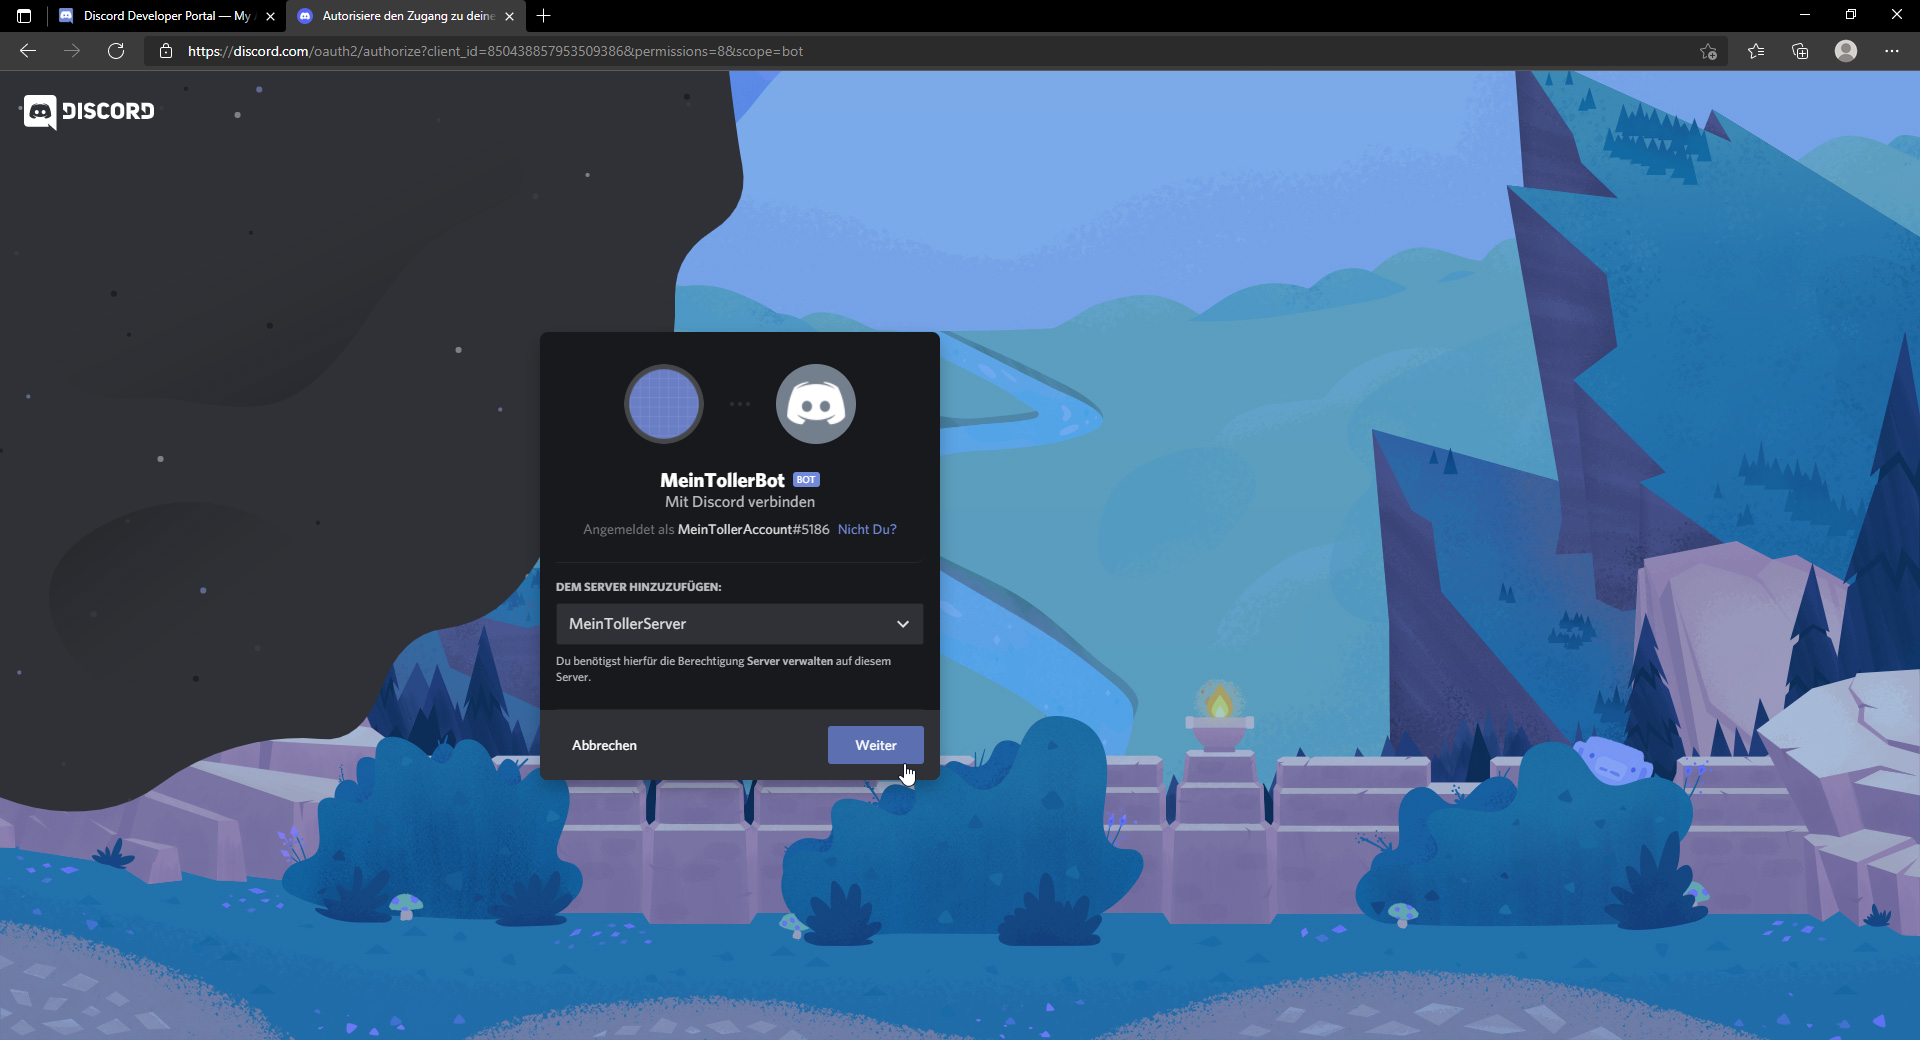 Discord Developer Portal — My
Autorisiere den Zugang zu deine
https://discord.com/oauth2/authorize?client_id=850438857953509386&permissions=8&scope=bot
DISCORD
MeinTollerBot BOT
Mit Discord verbinden
Angemeldet als MeinTollerAccount#5186 Nicht Du?
DEM SERVER HINZUZUFÜGEN:
MeinTollerServer
Du benötigst hierfür die Berechtigung Server verwalten auf diesem
Server.
Abbrechen
Weiter